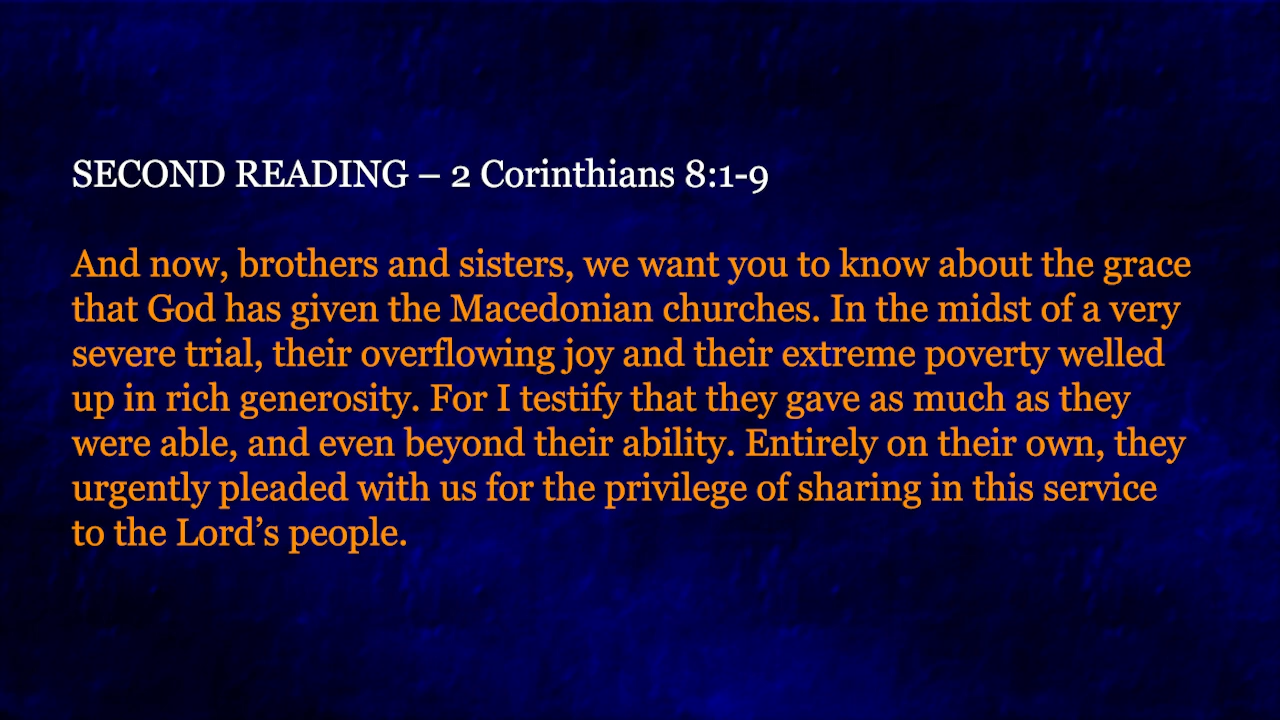 SECOND READING – 2 Corinthians 8:1-9
And now, brothers and sisters, we want you to know about the grace
that God has given the Macedonian churches. In the midst of a very
severe trial, their overflowing joy and their extreme poverty welled
up in rich generosity. For I testify that they gave as much as they
were able, and even beyond their ability. Entirely on their own, they
urgently pleaded with us for the privilege of sharing in this service
to the Lord’s people.